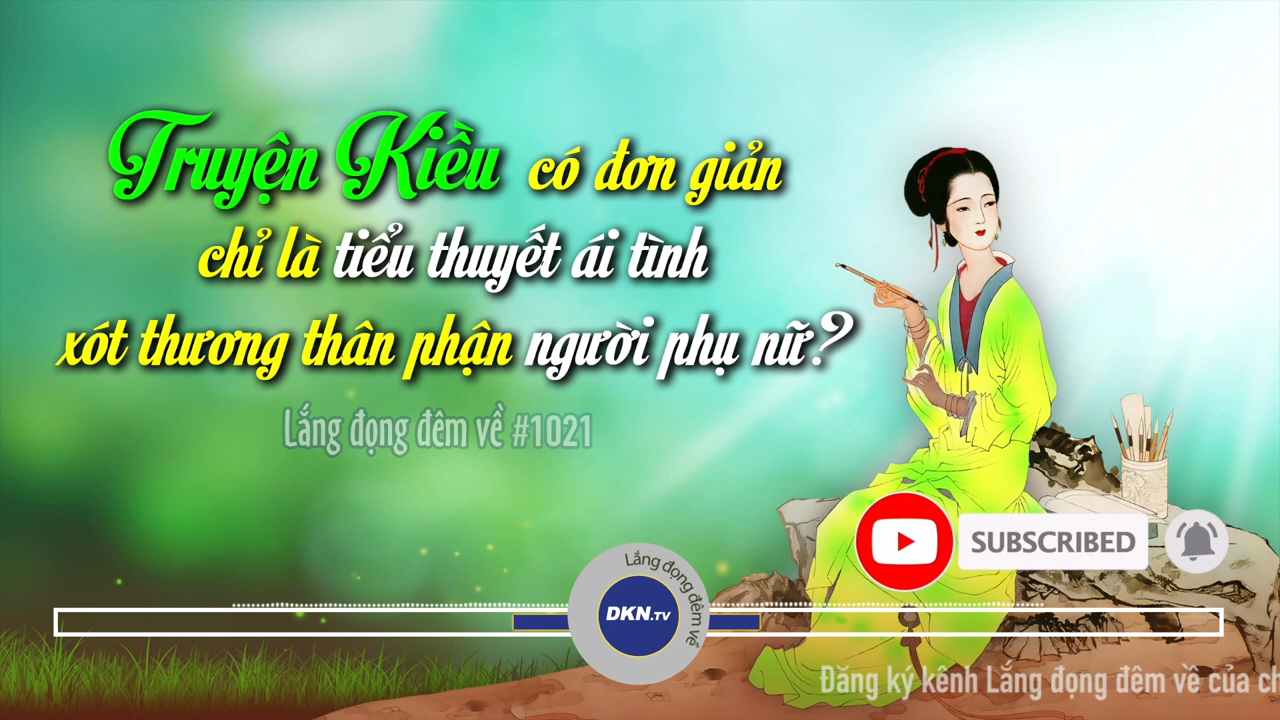 Truyện Kiều có đơn giản
chỉ là tiểu thuyết ái tình
xót thương thân phận người phụ nữ?
Lắng đọng đêm về #1021
SUBSCRIBED
Lắng đọng đêm về
DKN.TV
Đăng ký kênh Lắng đọng đêm về của ch